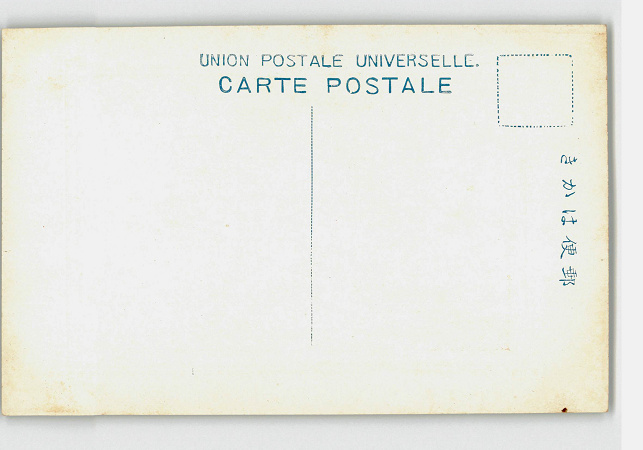 UNION POSTALE UNIVERSELLE.
CARTE POSTALE
郵便はかき